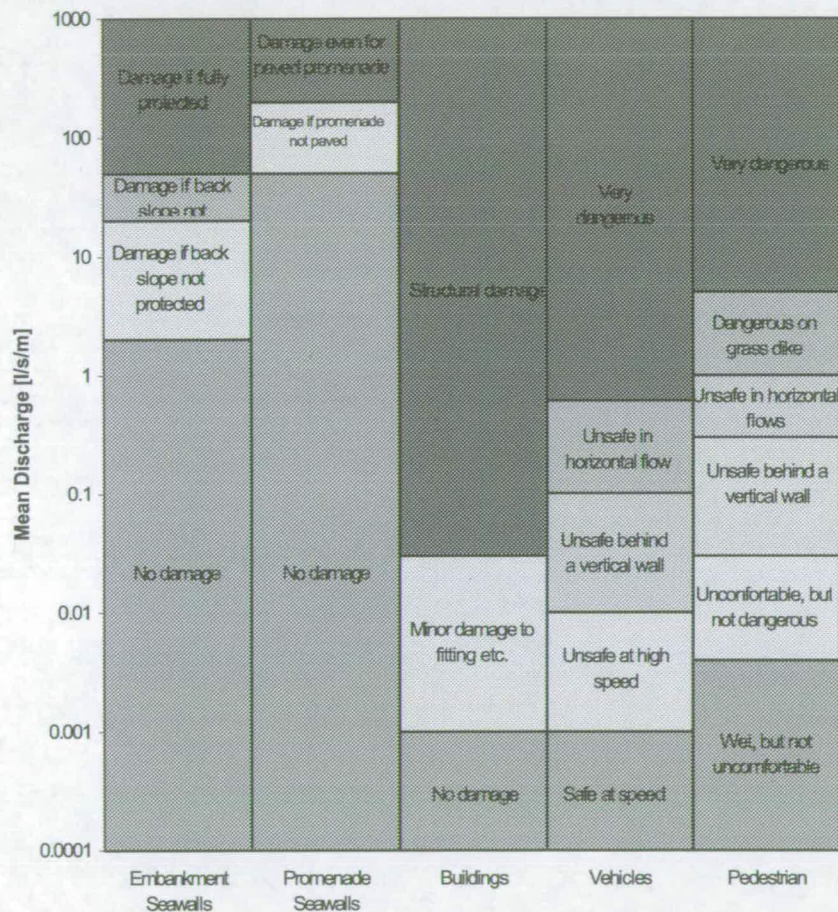 1000
100
10
1
0.1
0.01
0.001
0.0001
Mean Discharge [l/s/m]
Damage if fully
protected
Damage if back
slope not
Damage if back
slope not
protected
No damage
Damage even for
paved promenade
Damage if promenade
not paved
No damage
Structural damage
Minor damage to
fitting etc.
No damage
Very
dangerous
Unsafe in
horizontal flow
Unsafe behind
a vertical wall
Unsafe at high
speed
Safe at speed
Very dangerous
Dangerous on
grass dike
Unsafe in horizontal
flows
Unsafe behind a
vertical wall
Unconfortable, but
not dangerous
Wet, but not
uncomfortable
Embankment
Seawalls
Promenade
Seawalls
Buildings
Vehicles
Pedestrian